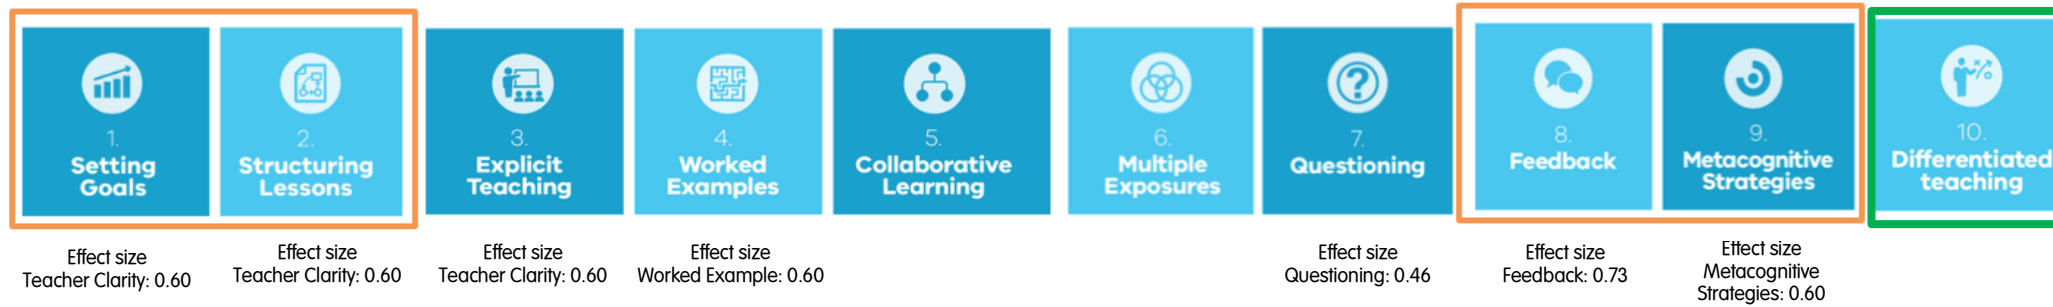 1.
Setting
Goals
2.
Structuring
Lessons
3.
Explicit
Teaching
4.
Worked
Examples
5.
Collaborative
Learning
6.
Multiple
Exposures
7.
Questioning
8.
Feedback
9.
Metacognitive
Strategies
10.
Differentiated
teaching
Effect size
Teacher Clarity: 0.60
Effect size
Teacher Clarity: 0.60
Effect size
Teacher Clarity: 0.60
Effect size
Worked Example: 0.60
Effect size
Questioning: 0.46
Effect size
Feedback: 0.73
Effect size
Metacognitive
Strategies: 0.60